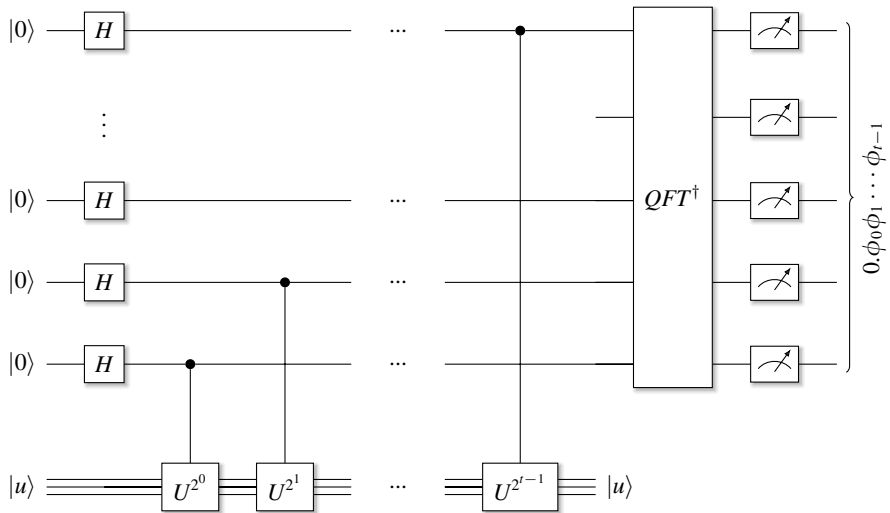 |0⟩ H ... QFT† 0.ϕ₀ϕ₁⋯ϕₜ₋₁
⋮
|0⟩ H ...
|0⟩ H ...
|0⟩ H ...
|u⟩ U^{2^0} U^{2^1} ... U^{2^{t−1}} |u⟩